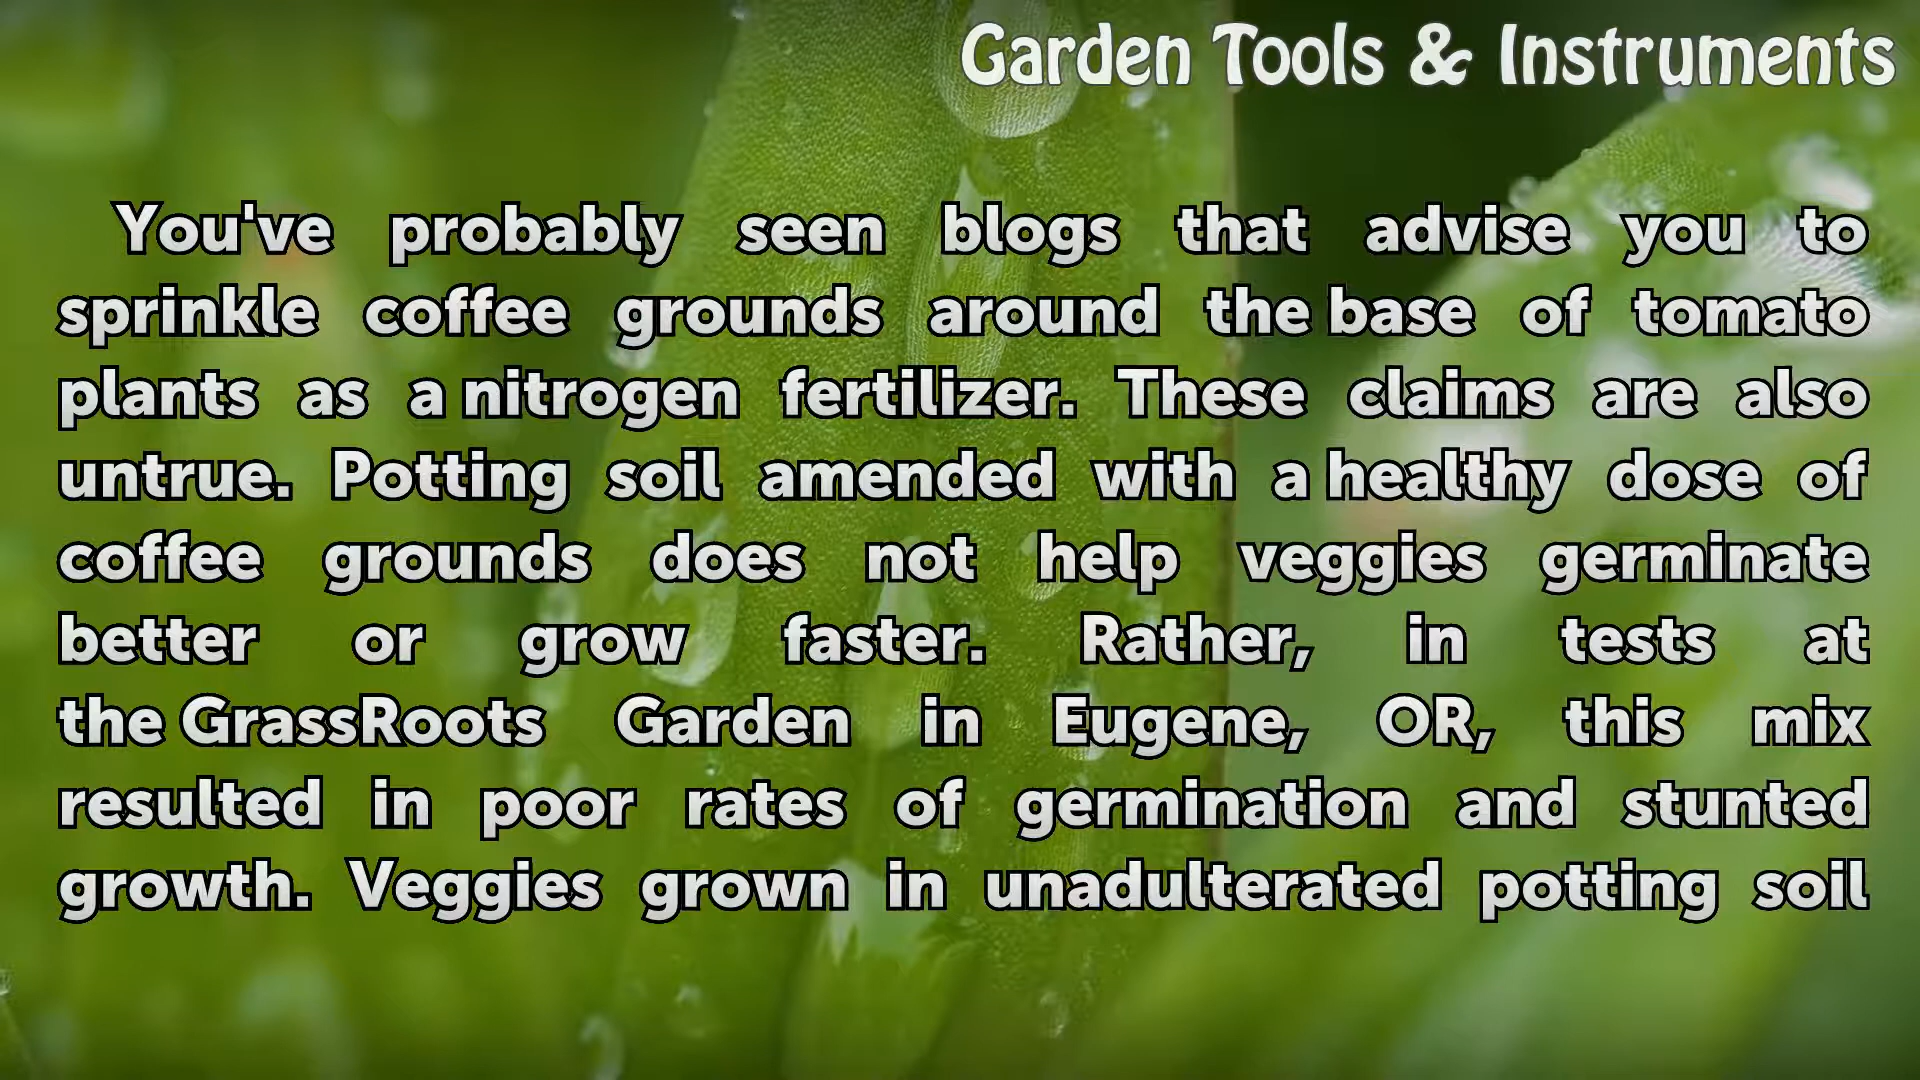 Garden Tools & Instruments
You've probably seen blogs that advise you to
sprinkle coffee grounds around the base of tomato
plants as a nitrogen fertilizer. These claims are also
untrue. Potting soil amended with a healthy dose of
coffee grounds does not help veggies germinate
better or grow faster. Rather, in tests at
the GrassRoots Garden in Eugene, OR, this mix
resulted in poor rates of germination and stunted
growth. Veggies grown in unadulterated potting soil